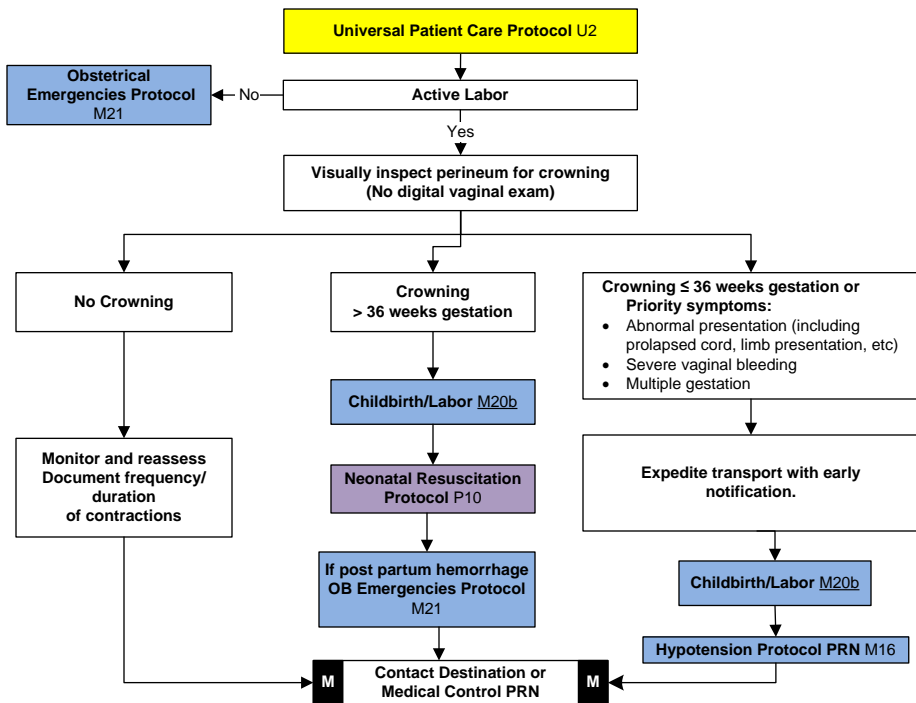 Universal Patient Care Protocol U2
Obstetrical
Emergencies Protocol
M21
No
Active Labor
Yes
Visually inspect perineum for crowning
(No digital vaginal exam)
No Crowning
Crowning
> 36 weeks gestation
Crowning ≤ 36 weeks gestation or
Priority symptoms:
• Abnormal presentation (including
prolapsed cord, limb presentation, etc)
• Severe vaginal bleeding
• Multiple gestation
Childbirth/Labor M20b
Monitor and reassess
Document frequency/
duration
of contractions
Neonatal Resuscitation
Protocol P10
Expedite transport with early
notification.
If post partum hemorrhage
OB Emergencies Protocol
M21
Childbirth/Labor M20b
Hypotension Protocol PRN M16
M
Contact Destination or
Medical Control PRN
M